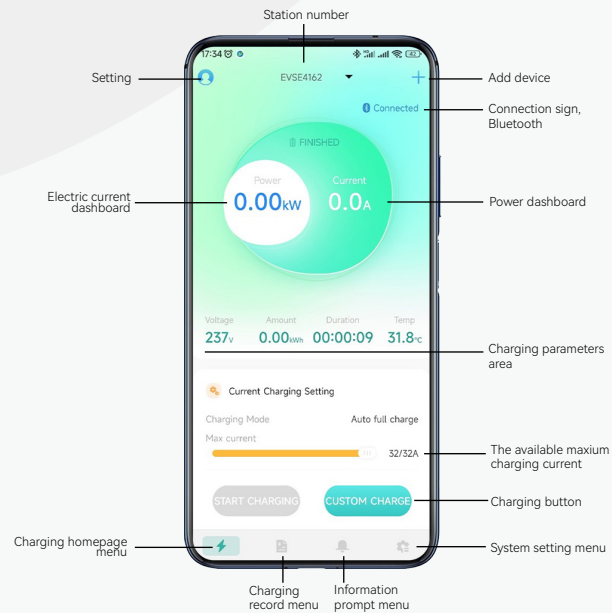 Station number
17:34
42
Setting
EVSE4162
Add device
Connected
Connection sign,
Bluetooth
FINISHED
Power
Current
Electric current
dashboard
0.00kW
0.0A
Power dashboard
Voltage Amount Duration Temp
237V 0.00kWh 00:00:09 31.8°C
Charging parameters
area
Current Charging Setting
Charging Mode Auto full charge
Max current
32/32A
The available maxium
charging current
START CHARGING CUSTOM CHARGE
Charging button
Charging homepage
menu
System setting menu
Charging
record menu
Information
prompt menu